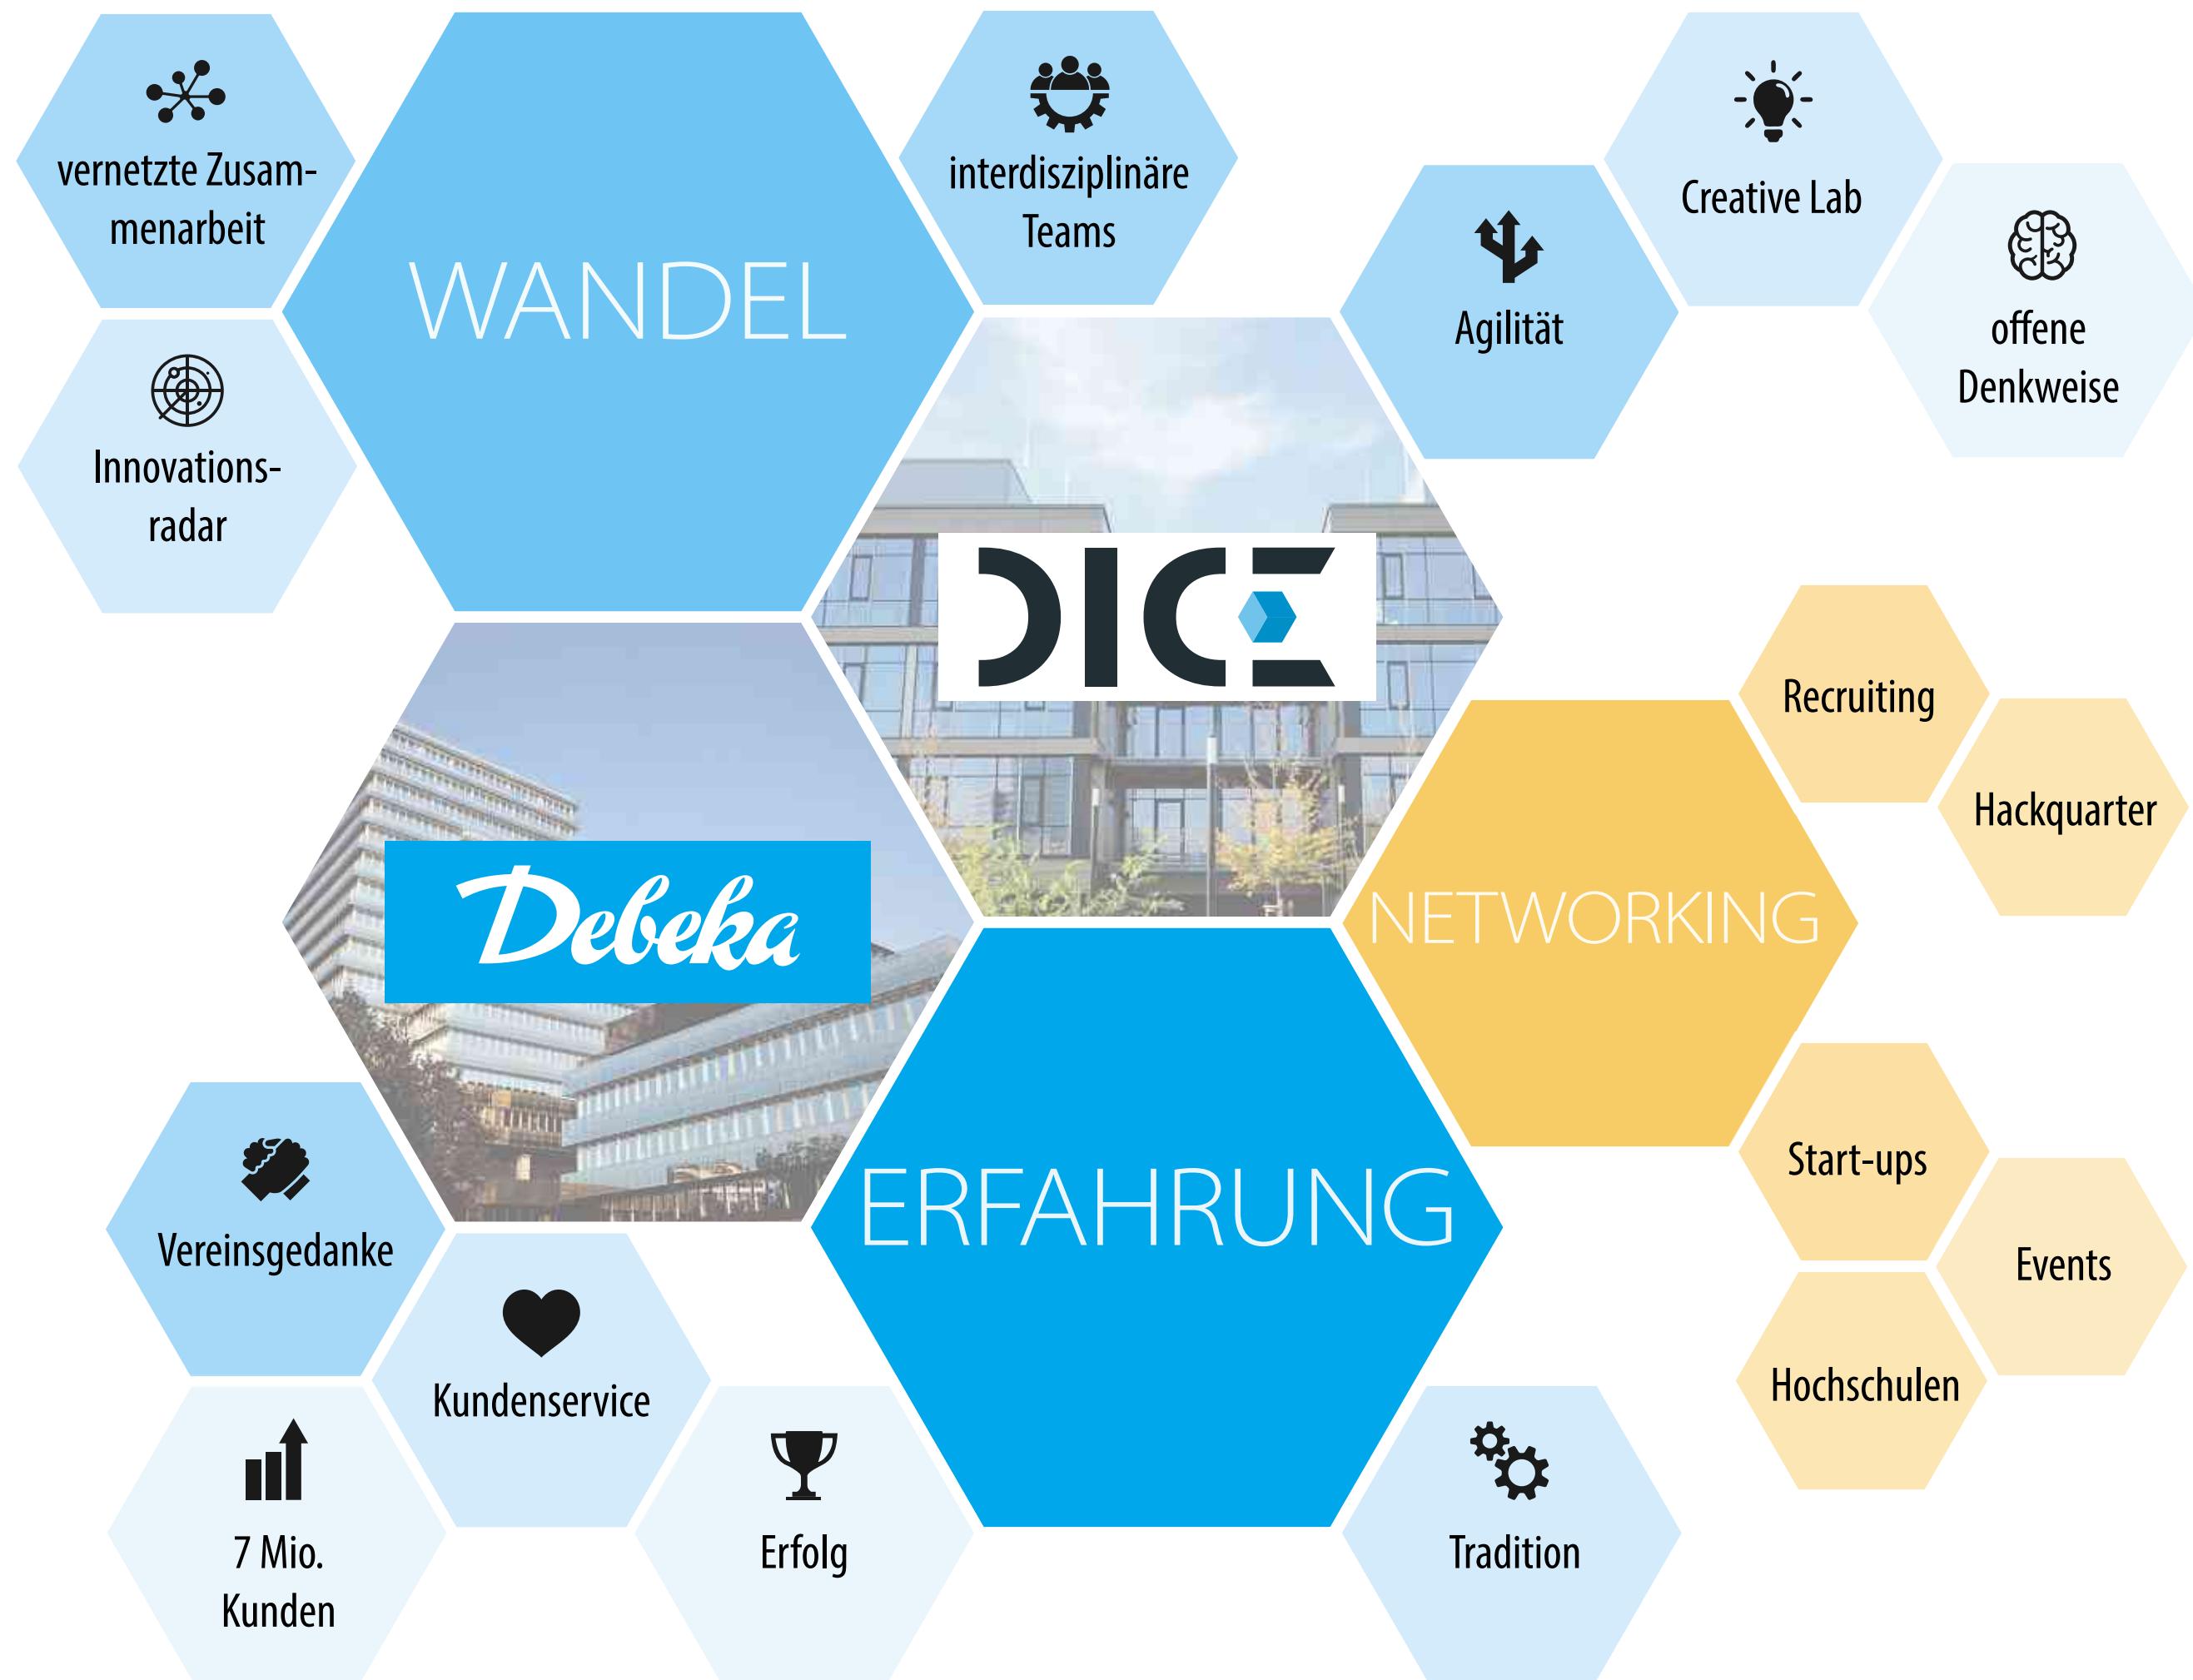 vernetzte Zusam-
menarbeit
WANDEL
interdisziplinäre
Teams
Creative Lab
Agilität
offene
Denkweise
Innovations-
radar
DICE
Recruiting
Hackquarter
NETWORKING
Debeka
ERFAHRUNG
Start-ups
Events
Hochschulen
Vereinsgedanke
Kundenservice
7 Mio.
Kunden
Erfolg
Tradition